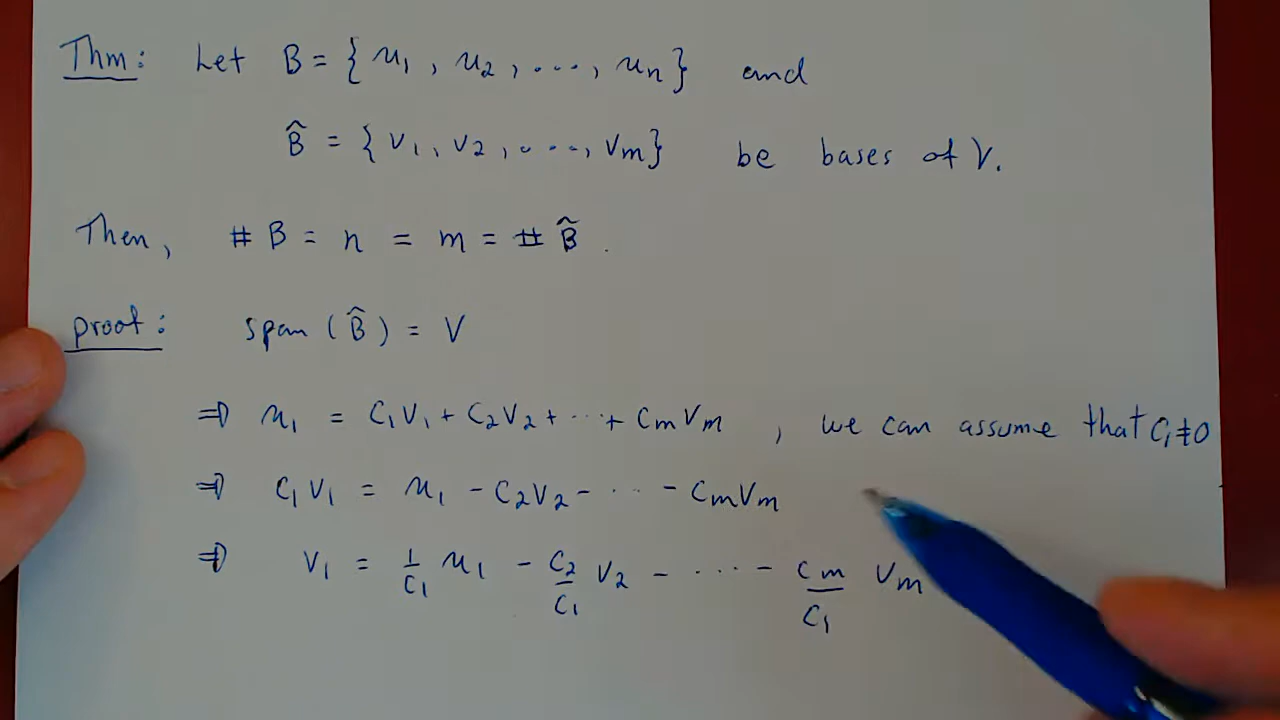 Thm: Let B = { u₁ , u₂ , ..., uₙ} and
B̂ = { v₁, v₂ , ..., vₘ} be bases of V.
Then, # B = n = m = # B̂ .
proof: span ( B̂ ) = V
⇒ u₁ = c₁v₁ + c₂v₂ + ... + cₘvₘ , we can assume that c₁≠0
⇒ c₁v₁ = u₁ - c₂v₂ - ... - cₘvₘ
⇒ v₁ = 1/c₁ u₁ - c₂/c₁ v₂ - ... - cₘ/c₁ vₘ